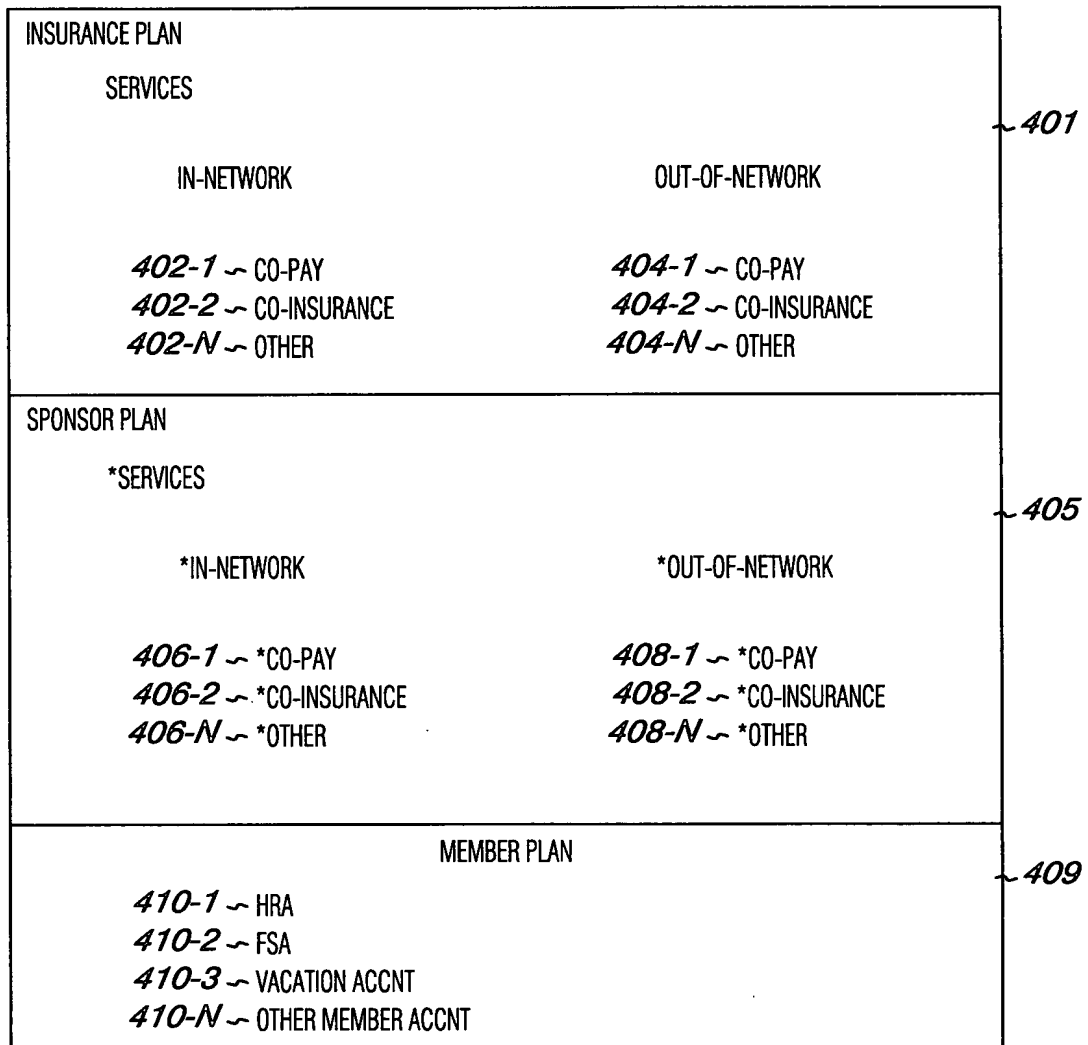 INSURANCE PLAN
SERVICES
401
IN-NETWORK OUT-OF-NETWORK
402-1 ~ CO-PAY 404-1 ~ CO-PAY
402-2 ~ CO-INSURANCE 404-2 ~ CO-INSURANCE
402-N ~ OTHER 404-N ~ OTHER
SPONSOR PLAN
*SERVICES
405
*IN-NETWORK *OUT-OF-NETWORK
406-1 ~ *CO-PAY 408-1 ~ *CO-PAY
406-2 ~ *CO-INSURANCE 408-2 ~ *CO-INSURANCE
406-N ~ *OTHER 408-N ~ *OTHER
MEMBER PLAN
409
410-1 ~ HRA
410-2 ~ FSA
410-3 ~ VACATION ACCNT
410-N ~ OTHER MEMBER ACCNT